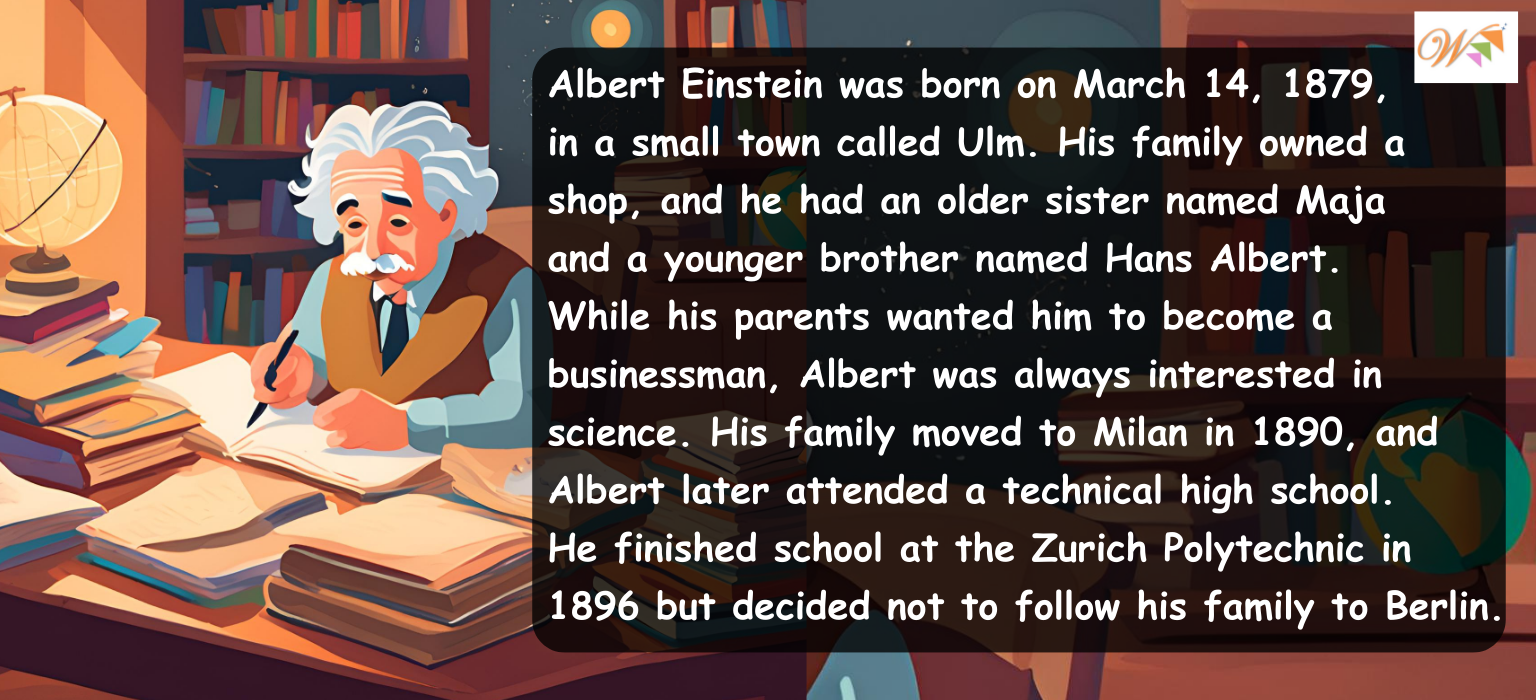 Albert Einstein was born on March 14, 1879,
in a small town called Ulm. His family owned a
shop, and he had an older sister named Maja
and a younger brother named Hans Albert.
While his parents wanted him to become a
businessman, Albert was always interested in
science. His family moved to Milan in 1890, and
Albert later attended a technical high school.
He finished school at the Zurich Polytechnic in
1896 but decided not to follow his family to Berlin.
W